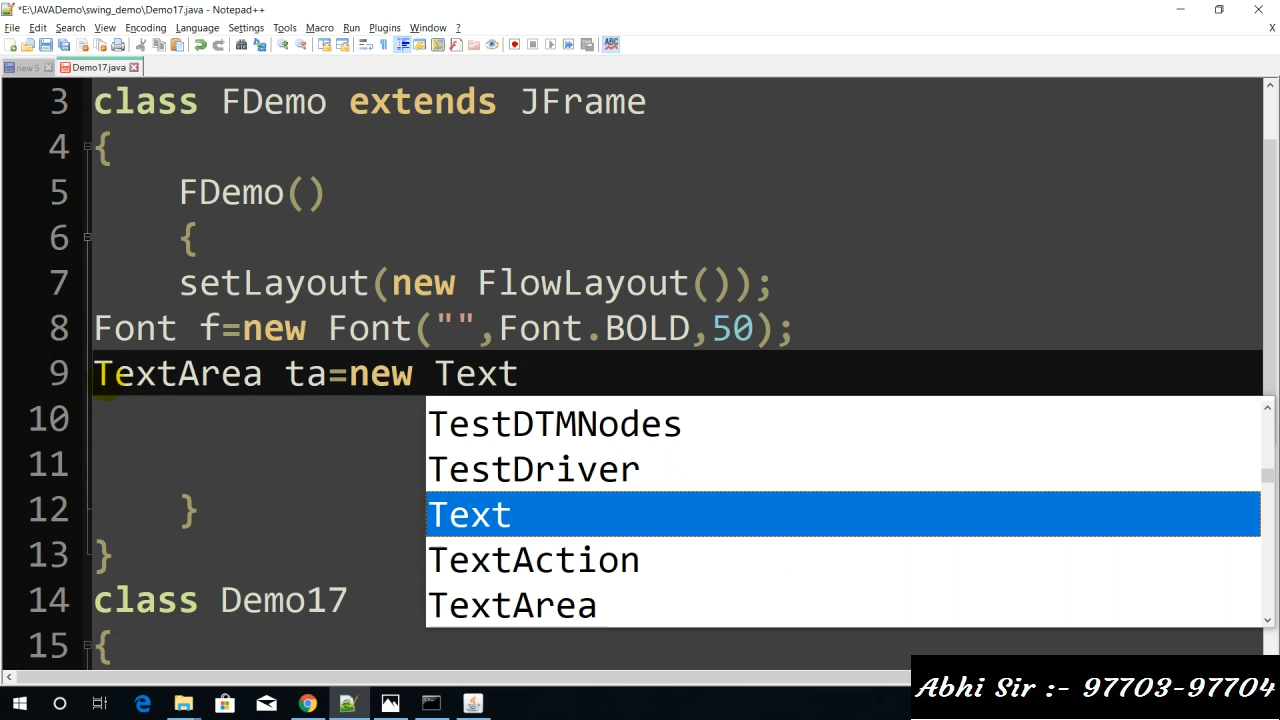 *E:\JAVADemo\swing_demo\Demo17.java - Notepad++
File Edit Search View Encoding Language Settings Tools Macro Run Plugins Window ? X
new 5 Demo17.java
3 class FDemo extends JFrame
4 {
5 FDemo()
6 {
7 setLayout(new FlowLayout());
8 Font f=new Font("",Font.BOLD,50);
9 TextArea ta=new Text
10 TestDTMNodes
11 TestDriver
12 } Text
13 } TextAction
14 class Demo17 TextArea
15 {
Abhi Sir :- 97703-97704